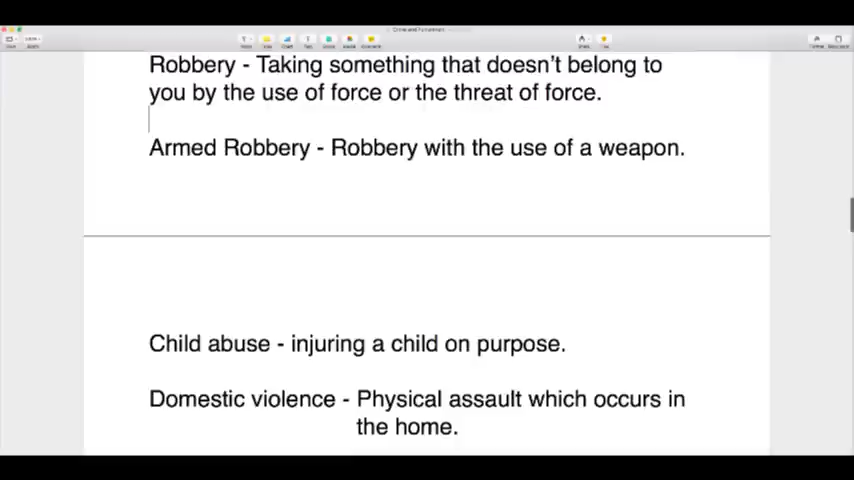 Robbery - Taking something that doesn't belong to
you by the use of force or the threat of force.
Armed Robbery - Robbery with the use of a weapon.
Child abuse - injuring a child on purpose.
Domestic violence - Physical assault which occurs in
the home.